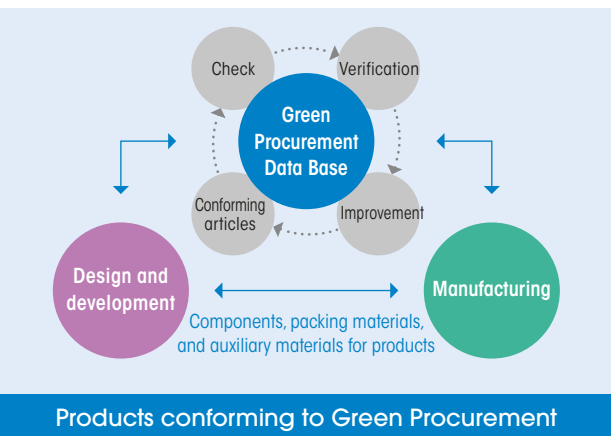 Check
Verification
Green
Procurement
Data Base
Conforming
articles
Improvement
Design and
development
Manufacturing
Components, packing materials,
and auxiliary materials for products
Products conforming to Green Procurement